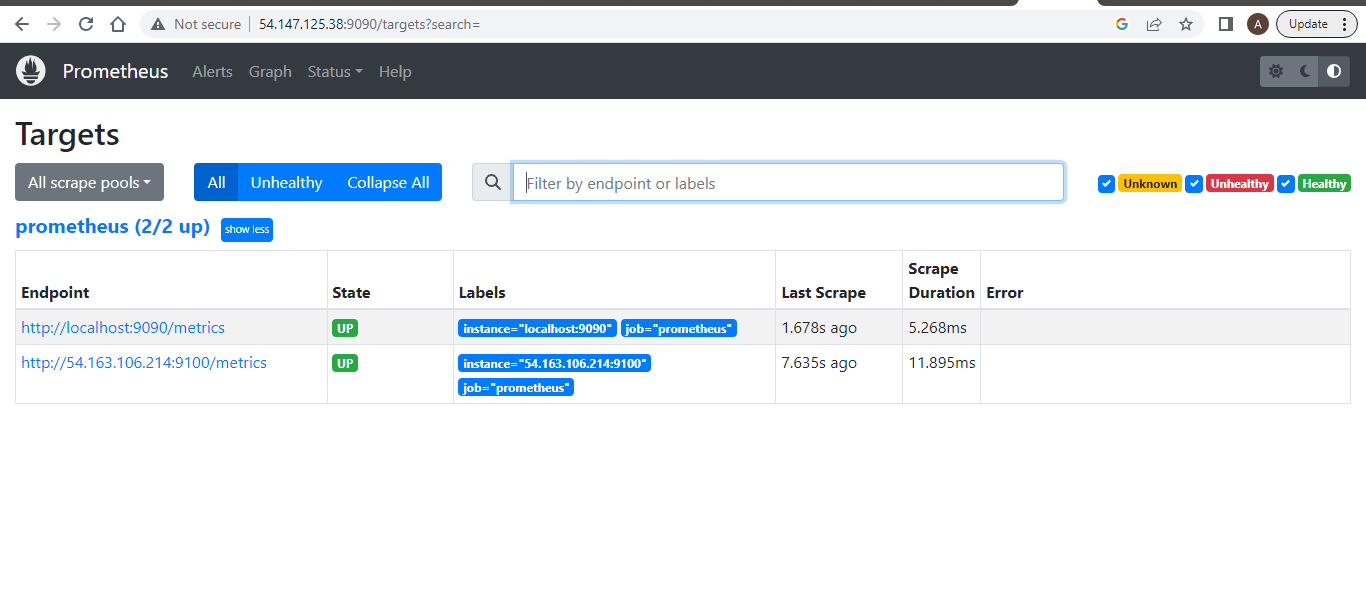 Not secure 54.147.125.38:9090/targets?search= A Update
Prometheus Alerts Graph Status Help
Targets
All scrape pools All Unhealthy Collapse All Filter by endpoint or labels Unknown Unhealthy Healthy
prometheus (2/2 up) show less
Endpoint State Labels Last Scrape Scrape Duration Error
http://localhost:9090/metrics UP instance="localhost:9090" job="prometheus" 1.678s ago 5.268ms
http://54.163.106.214:9100/metrics UP instance="54.163.106.214:9100" 7.635s ago 11.895ms
job="prometheus"